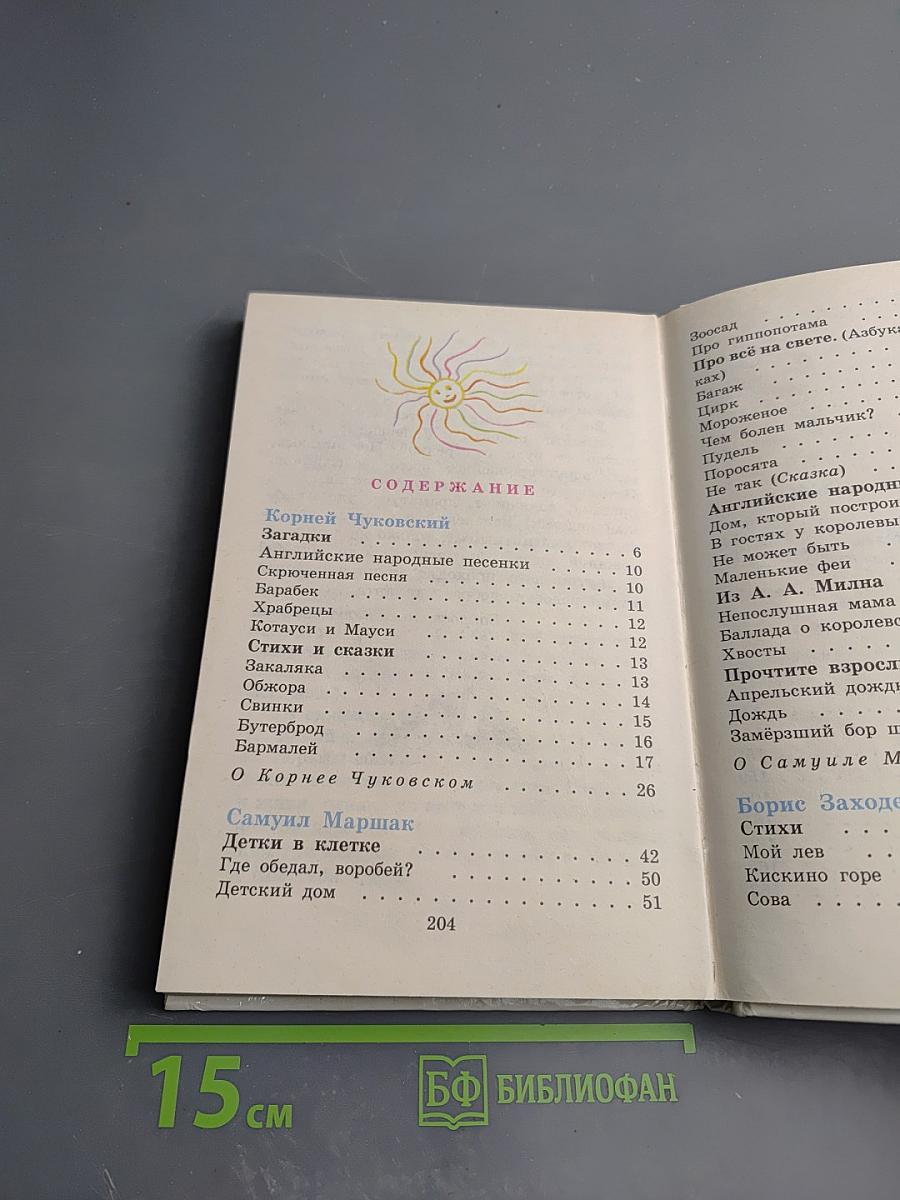 СОДЕРЖАНИЕ
Корней Чуковский
Загадки . . . . . . . . . . . . . . . . . 6
Английские народные песенки . . . . . 10
Скрюченная песня . . . . . . . . . . . . 10
Барабек . . . . . . . . . . . . . . . . 11
Храбрецы . . . . . . . . . . . . . . . 12
Котауси и Мауси . . . . . . . . . . . . 12
Стихи и сказки . . . . . . . . . . . . 13
Закаляка . . . . . . . . . . . . . . . . 13
Обжора . . . . . . . . . . . . . . . . . 14
Свинки . . . . . . . . . . . . . . . . . 15
Бутерброд . . . . . . . . . . . . . . . 16
Бармалей . . . . . . . . . . . . . . . 17
О Корнее Чуковском . . . . . . . . 26
Самуил Маршак
Детки в клетке . . . . . . . . . . . . 42
Где обедал, воробей? . . . . . . . . . . 50
Детский дом . . . . . . . . . . . . . . 51
204
Зоосад . . . . . . . . .
Про гиппопотама . . . .
Про всё на свете. (Азбука
ках) . . . . . . . . .
Багаж . . . . . . . . .
Цирк . . . . . . . . .
Мороженое . . . . . .
Чем болен мальчик? .
Пудель . . . . . . . .
Поросята . . . . . . .
Не так (Сказка) . . .
Английские народны
Дом, кторый построи
В гостях у королевы
Не может быть . .
Маленькие феи .
Из А. А. Милна
Непослушная мама
Баллада о королевс
Хвосты . . . . . .
Прочтите взрослы
Апрельский дождь
Дождь . . . . .
Замёрзший бор ш
О Самуиле М
Борис Заходе
Стихи . . .
Мой лев . .
Кискино горе
Сова . . . . .
15 см
БФ БИБЛИОФАН